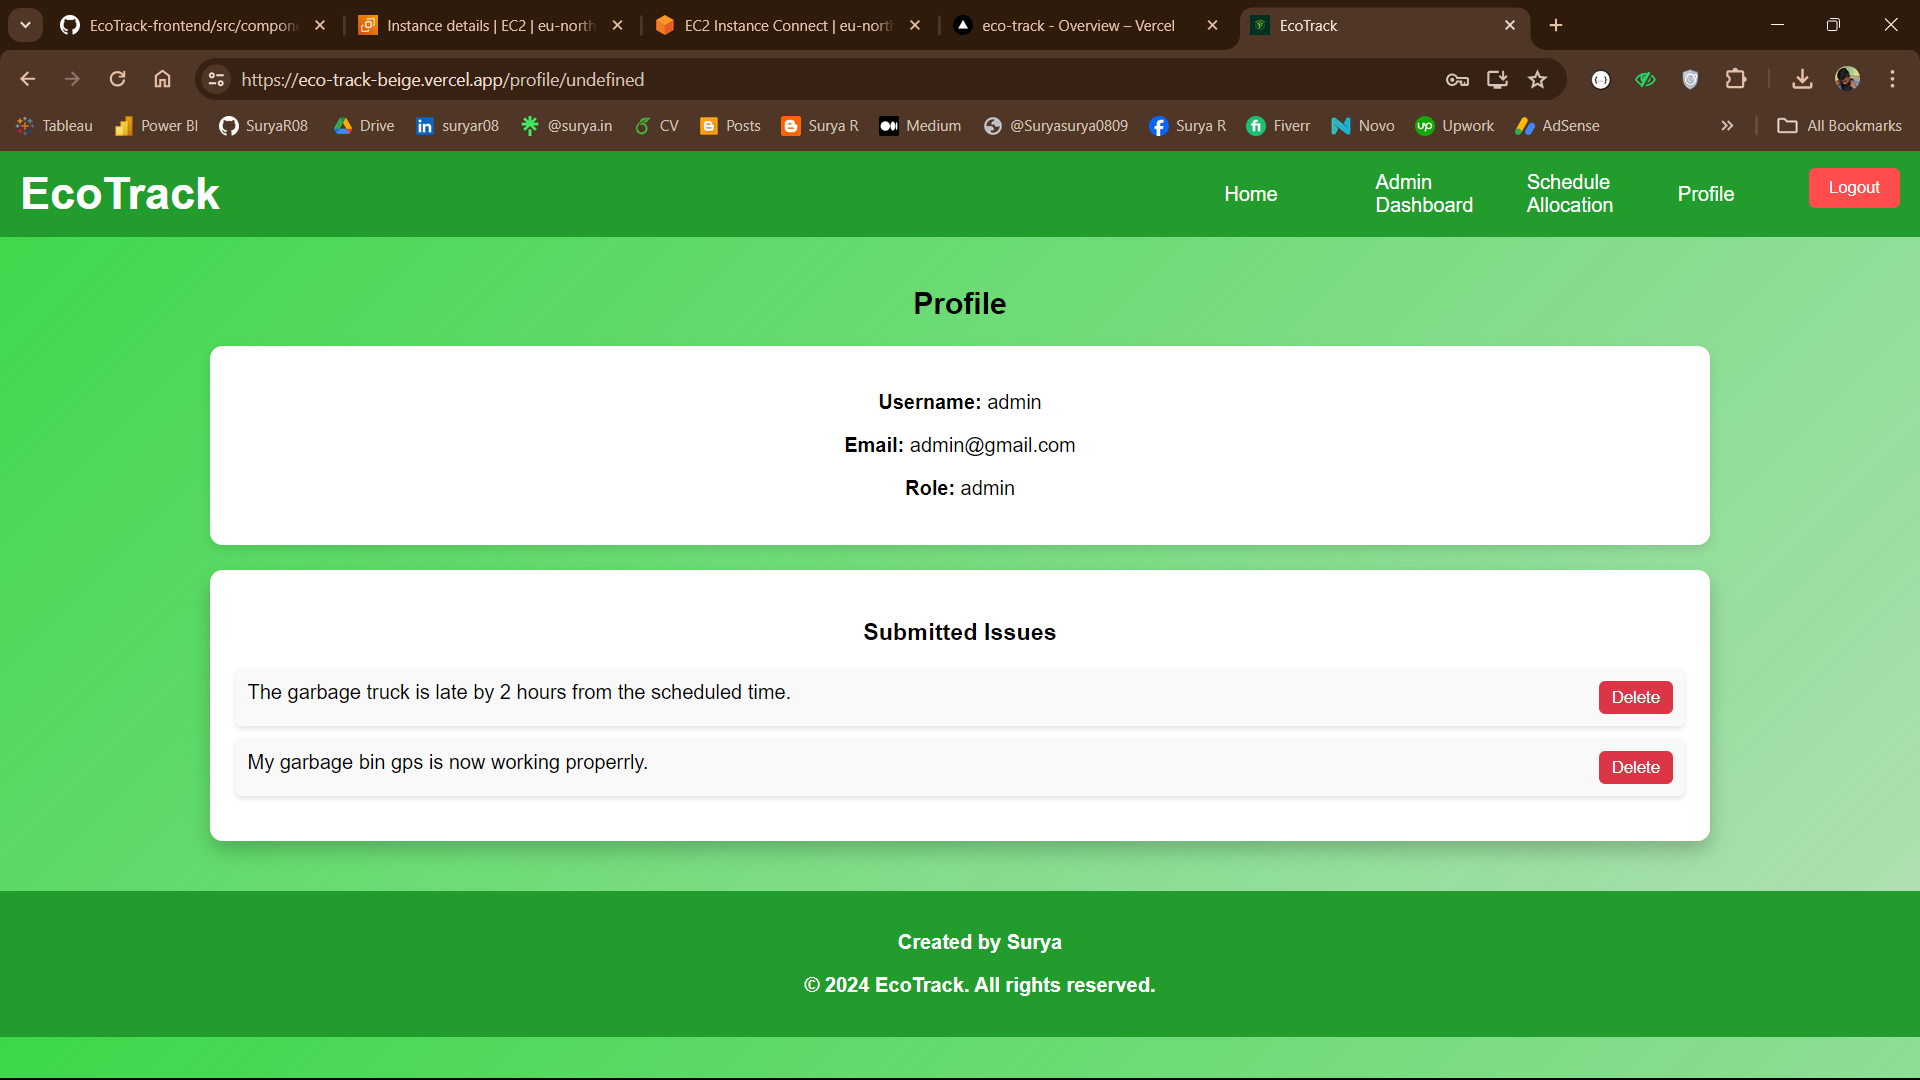 EcoTrack-frontend/src/compon
Instance details | EC2 | eu-north
EC2 Instance Connect | eu-nort
eco-track - Overview – Vercel
EcoTrack
https://eco-track-beige.vercel.app/profile/undefined
Tableau
Power BI
SuryaR08
Drive
suryar08
@surya.in
CV
Posts
Surya R
Medium
@Suryasurya0809
Surya R
Fiverr
Novo
Upwork
AdSense
All Bookmarks
EcoTrack
Home
Admin
Dashboard
Schedule
Allocation
Profile
Logout
Profile
Username: admin
Email: admin@gmail.com
Role: admin
Submitted Issues
The garbage truck is late by 2 hours from the scheduled time.
Delete
My garbage bin gps is now working properrly.
Delete
Created by Surya
© 2024 EcoTrack. All rights reserved.